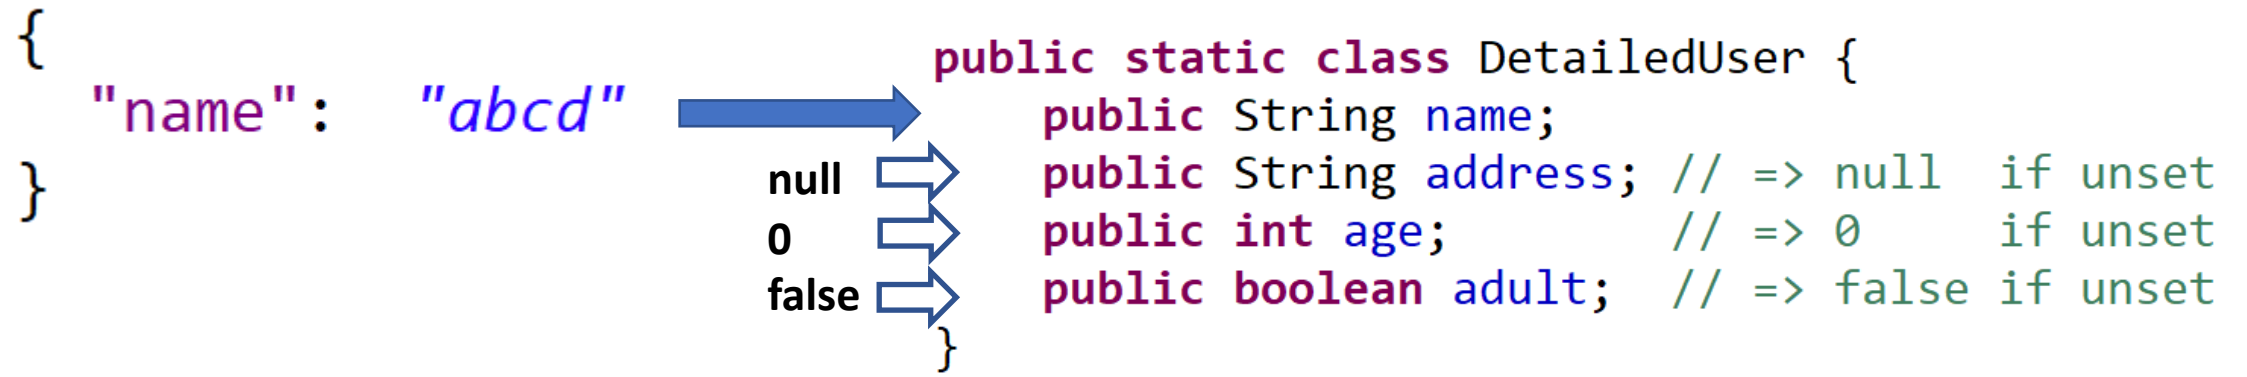 {
"name": "abcd"
}
null
0
false
public static class DetailedUser {
public String name;
public String address; // => null if unset
public int age; // => 0 if unset
public boolean adult; // => false if unset
}